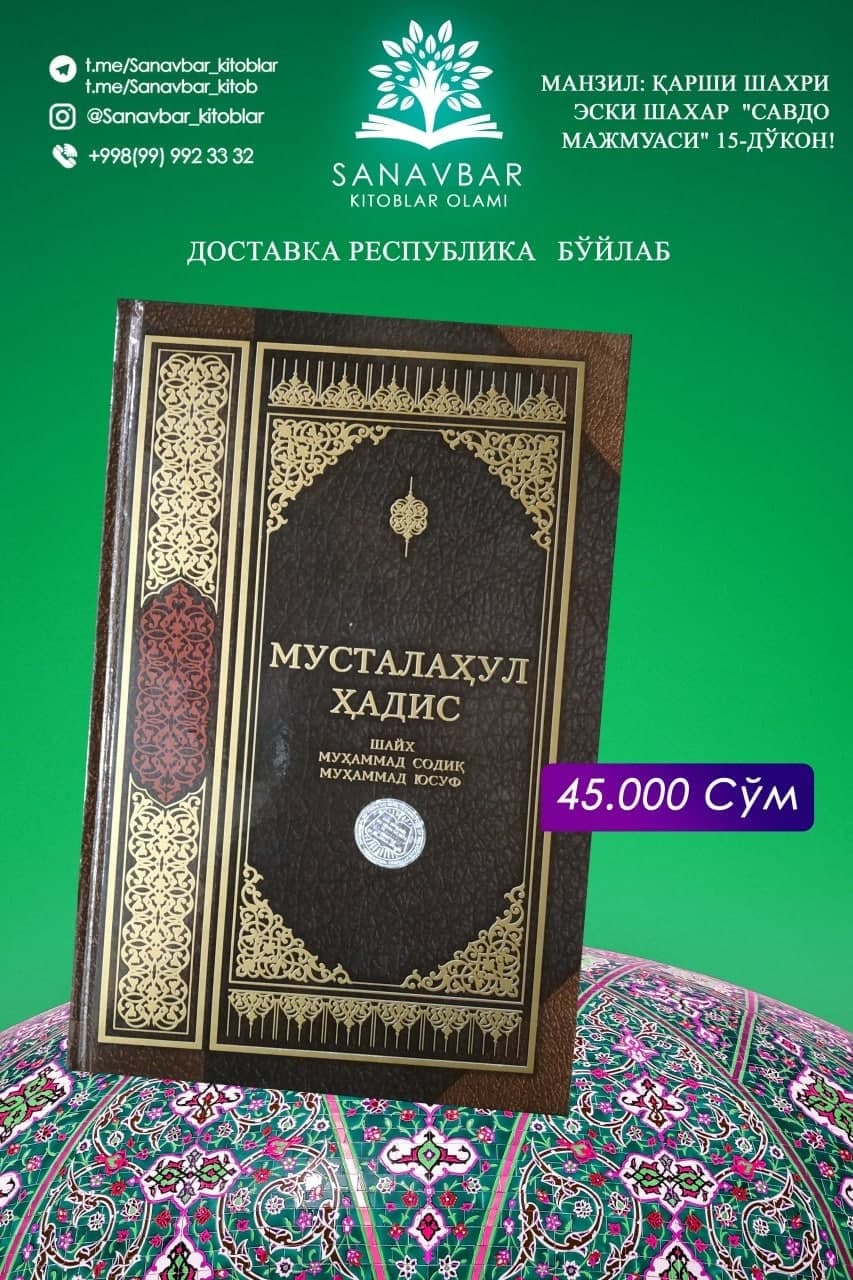 t.me/Sanavbar_kitoblar
t.me/Sanavbar_kitob
@Sanavbar_kitoblar
+998(99) 992 33 32
SANAVBAR
KITOBLAR OLAMI
МАНЗИЛ: ҚАРШИ ШАХРИ
ЭСКИ ШАХАР "САВДО
МАЖМУАСИ" 15-ДЎКОН!
ДОСТАВКА РЕСПУБЛИКА БЎЙЛАБ
МУСТАЛАҲУЛ
ҲАДИС
ШАЙХ
МУҲАММАД СОДИҚ
МУҲАММАД ЮСУФ
45.000 Сўм